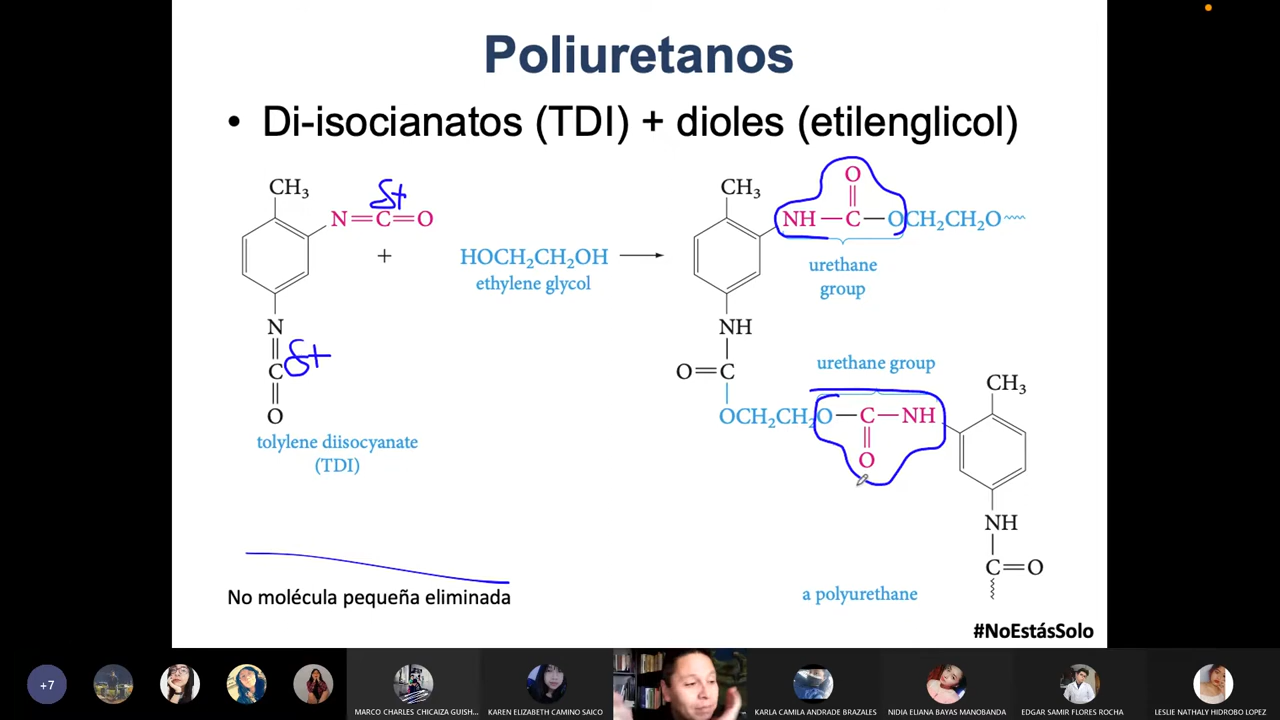 Poliuretanos
• Di-isocianatos (TDI) + dioles (etilenglicol)
CH3
δ+
N=C=O
+
HOCH2CH2OH
ethylene glycol
N
C
δ+
O
tolylene diisocyanate
(TDI)
CH3
O
NH—C—OCH2CH2O
urethane
group
NH
O=C
OCH2CH2O—C—NH
O
urethane group
CH3
NH
C=O
a polyurethane
No molécula pequeña eliminada
#NoEstásSolo
+7
MARCO CHARLES CHICAIZA GUISH...
KAREN ELIZABETH CAMINO SAICO
KARLA CAMILA ANDRADE BRAZALES
NIDIA ELIANA BAYAS MANOBANDA
EDGAR SAMIR FLORES ROCHA
LESLIE NATHALY HIDROBO LOPEZ